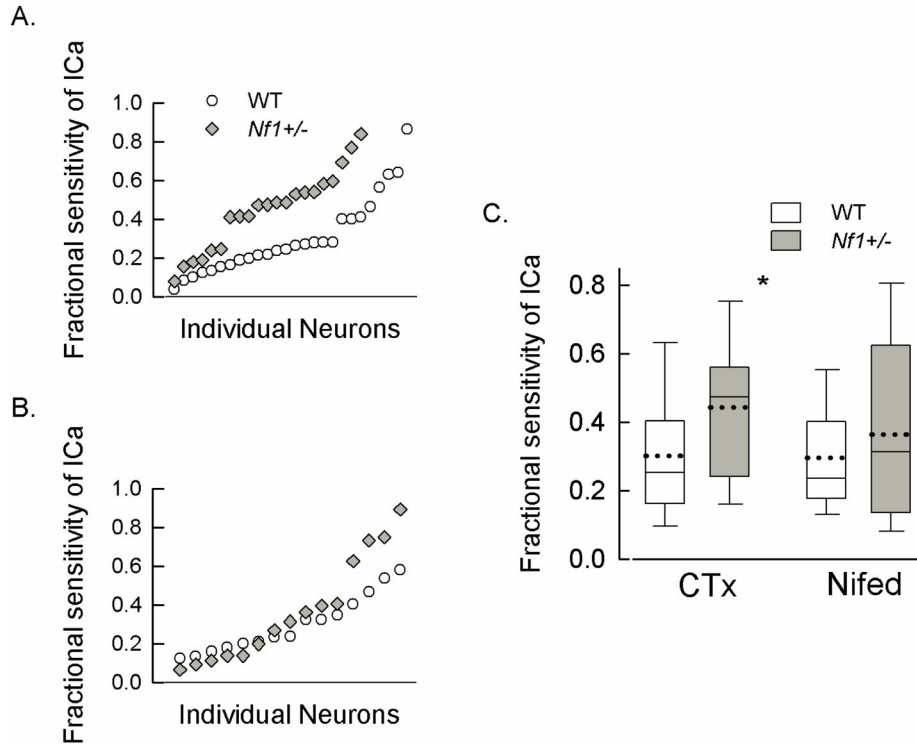 A.
Fractional sensitivity of ICa
1.0
0.8
0.6
0.4
0.2
0.0
WT
Nf1+/-
Individual Neurons
B.
Fractional sensitivity of ICa
1.0
0.8
0.6
0.4
0.2
0.0
Individual Neurons
C.
WT
Nf1+/-
Fractional sensitivity of ICa
0.8
0.6
0.4
0.2
0.0
*
CTx
Nifed